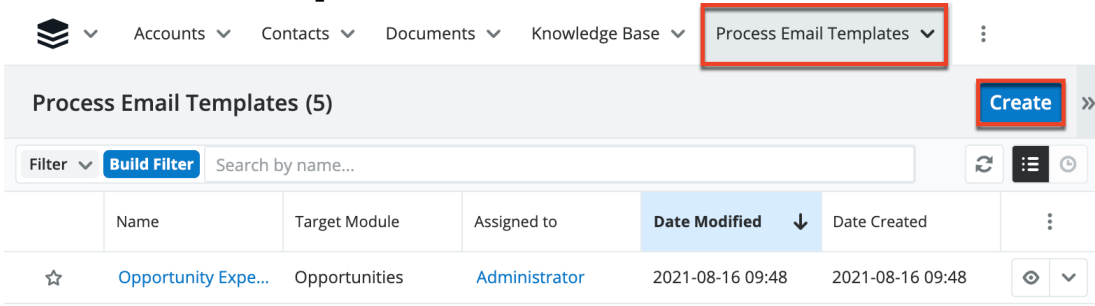 Accounts Contacts Documents Knowledge Base Process Email Templates
Process Email Templates (5) Create
Filter Build Filter Search by name...
Name Target Module Assigned to Date Modified Date Created
Opportunity Expe... Opportunities Administrator 2021-08-16 09:48 2021-08-16 09:48